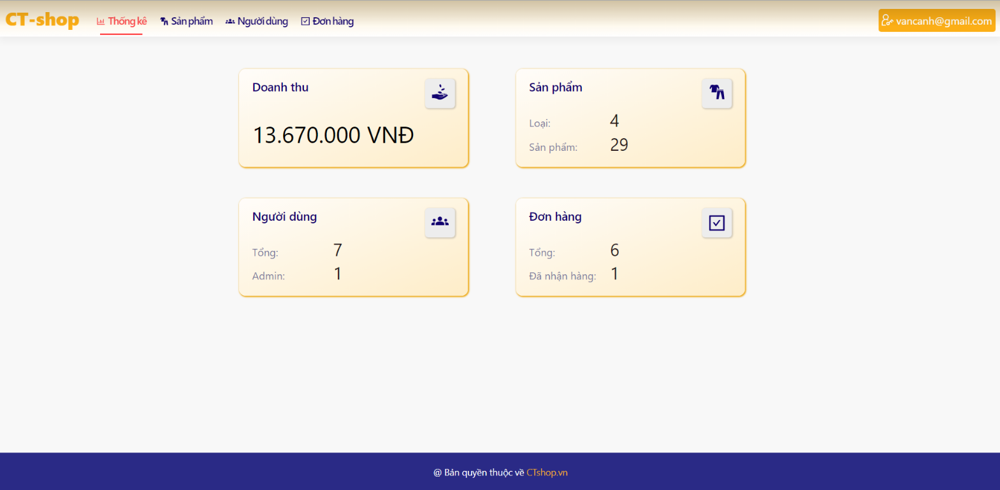 CT-shop Thống kê Sản phẩm Người dùng Đơn hàng vancanh@gmail.com
Doanh thu
13.670.000 VNĐ
Sản phẩm
Loại: 4
Sản phẩm: 29
Người dùng
Tổng: 7
Admin: 1
Đơn hàng
Tổng: 6
Đã nhận hàng: 1
@ Bản quyền thuộc về CTshop.vn